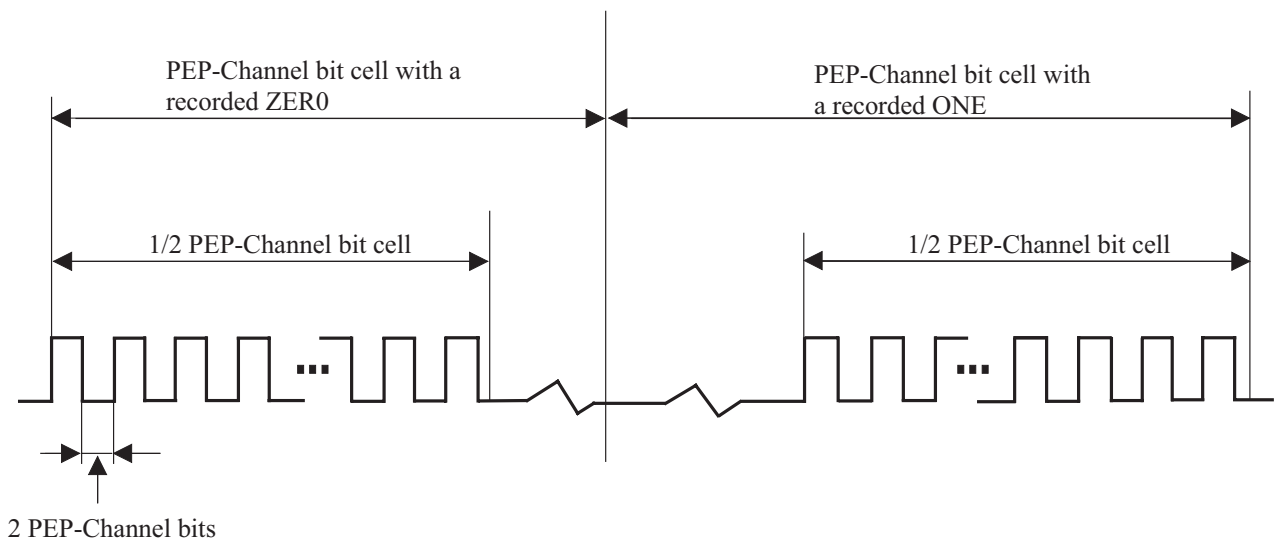 PEP-Channel bit cell with a
recorded ZER0
PEP-Channel bit cell with
a recorded ONE
1/2 PEP-Channel bit cell
1/2 PEP-Channel bit cell
2 PEP-Channel bits